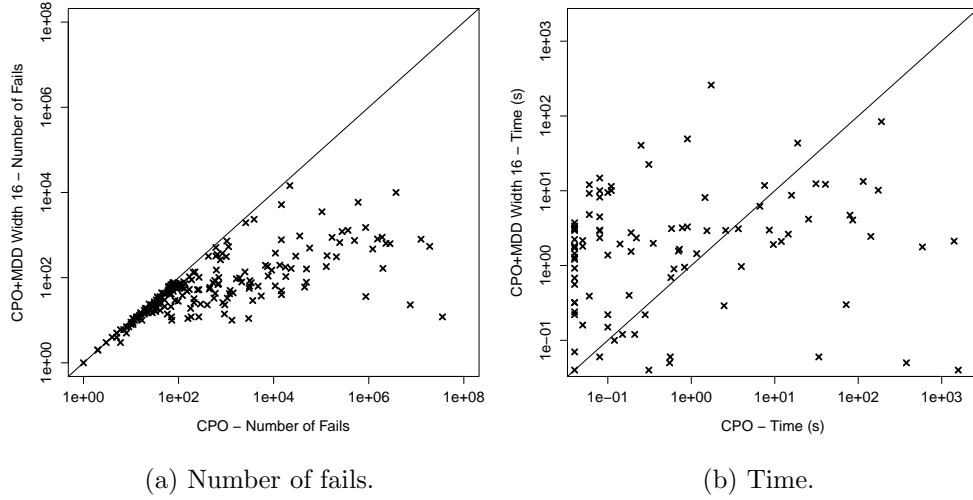 CPO+MDD Width 16 − Number of Fails
1e+08
1e+06
1e+04
1e+02
1e+00
1e+00 1e+02 1e+04 1e+06 1e+08
CPO − Number of Fails
(a) Number of fails.
CPO+MDD Width 16 − Time (s)
1e+03
1e+02
1e+01
1e+00
1e−01
1e−01 1e+00 1e+01 1e+02 1e+03
CPO − Time (s)
(b) Time.